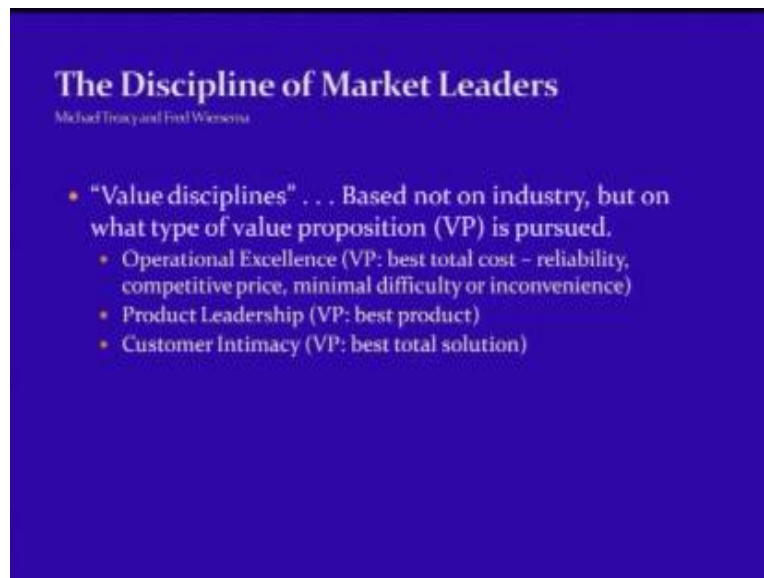 The Discipline of Market Leaders
Michael Treacy and Fred Wiersema
• “Value disciplines” . . . Based not on industry, but on
what type of value proposition (VP) is pursued.
• Operational Excellence (VP: best total cost – reliability,
competitive price, minimal difficulty or inconvenience)
• Product Leadership (VP: best product)
• Customer Intimacy (VP: best total solution)